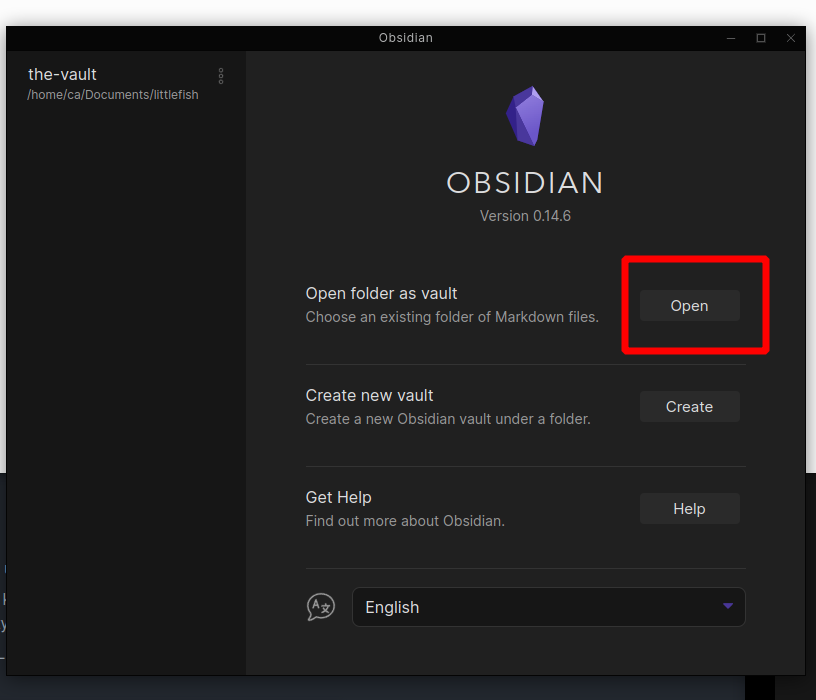 Obsidian
the-vault
/home/ca/Documents/littlefish
OBSIDIAN
Version 0.14.6
Open folder as vault
Choose an existing folder of Markdown files.
Open
Create new vault
Create a new Obsidian vault under a folder.
Create
Get Help
Find out more about Obsidian.
Help
English